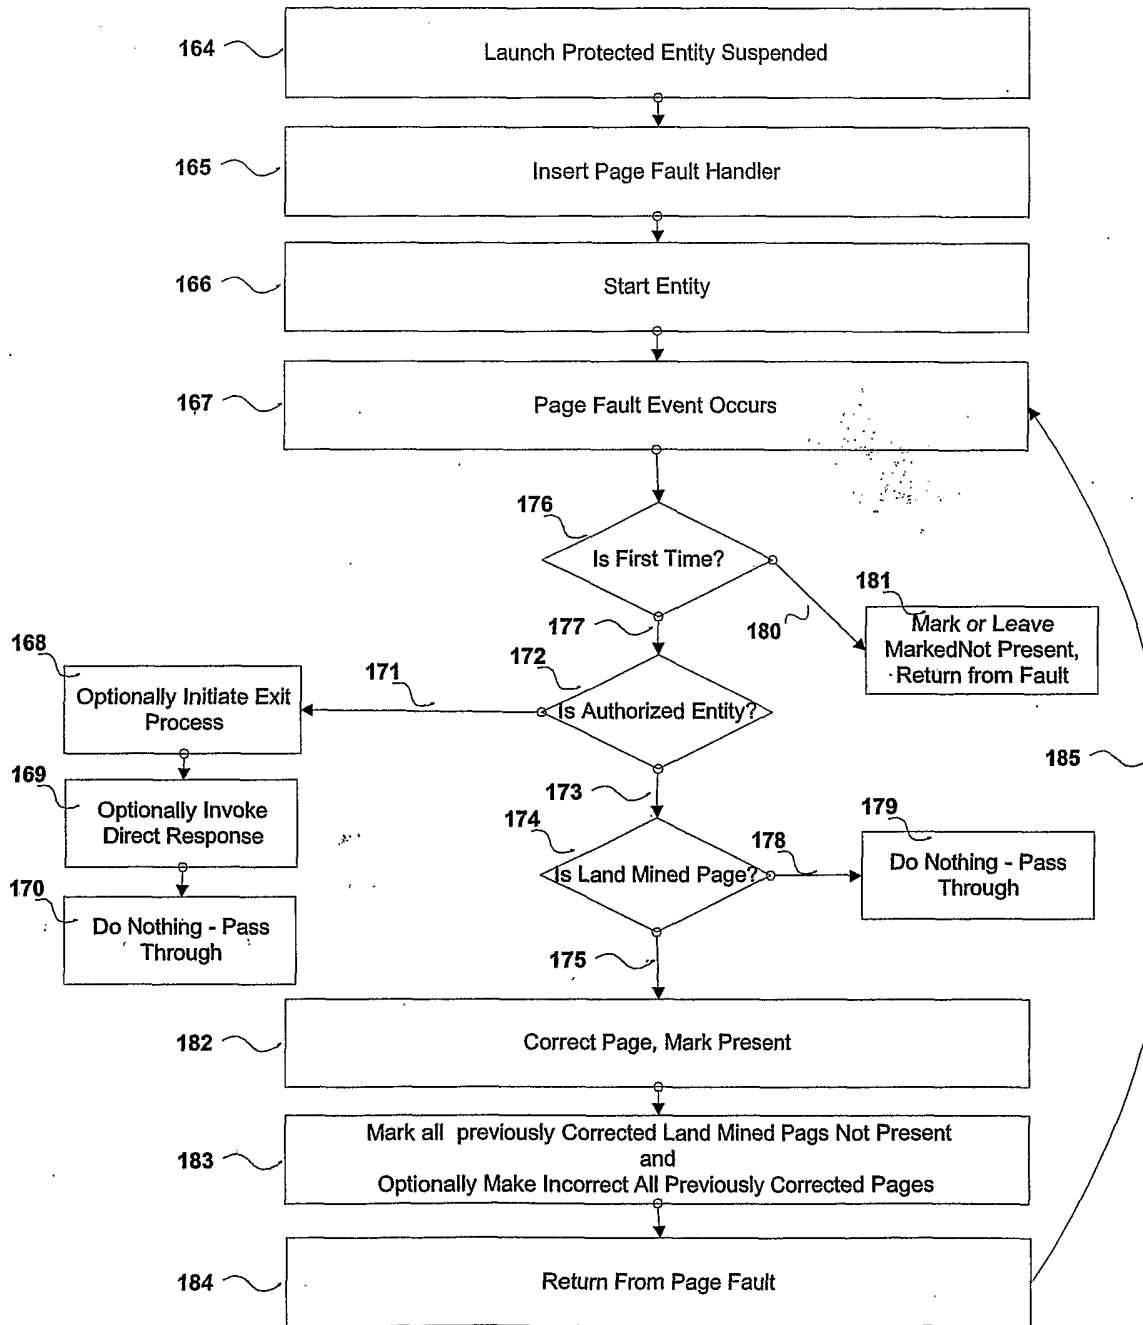 164
Launch Protected Entity Suspended
165
Insert Page Fault Handler
166
Start Entity
167
Page Fault Event Occurs
176
Is First Time?
177
180
181
Mark or Leave
MarkedNot Present,
Return from Fault
168
Optionally Initiate Exit
Process
171
172
Is Authorized Entity?
185
169
Optionally Invoke
Direct Response
173
174
Is Land Mined Page?
178
179
Do Nothing - Pass
Through
170
Do Nothing - Pass
Through
175
182
Correct Page, Mark Present
183
Mark all previously Corrected Land Mined Pags Not Present
and
Optionally Make Incorrect All Previously Corrected Pages
184
Return From Page Fault